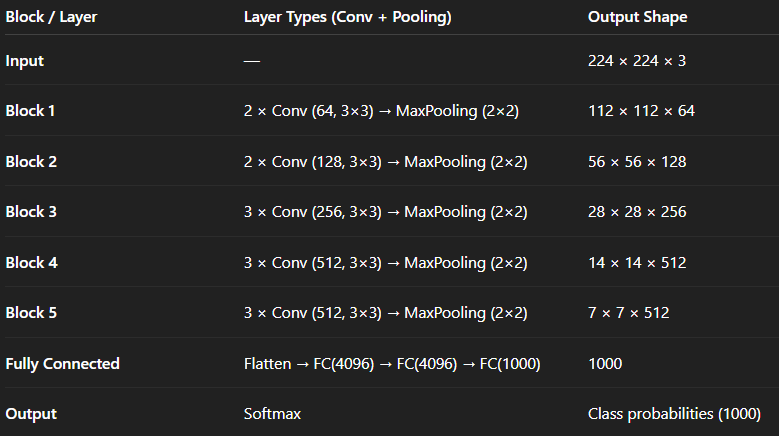 Block / Layer Layer Types (Conv + Pooling) Output Shape
Input — 224 × 224 × 3
Block 1 2 × Conv (64, 3×3) → MaxPooling (2×2) 112 × 112 × 64
Block 2 2 × Conv (128, 3×3) → MaxPooling (2×2) 56 × 56 × 128
Block 3 3 × Conv (256, 3×3) → MaxPooling (2×2) 28 × 28 × 256
Block 4 3 × Conv (512, 3×3) → MaxPooling (2×2) 14 × 14 × 512
Block 5 3 × Conv (512, 3×3) → MaxPooling (2×2) 7 × 7 × 512
Fully Connected Flatten → FC(4096) → FC(4096) → FC(1000) 1000
Output Softmax Class probabilities (1000)